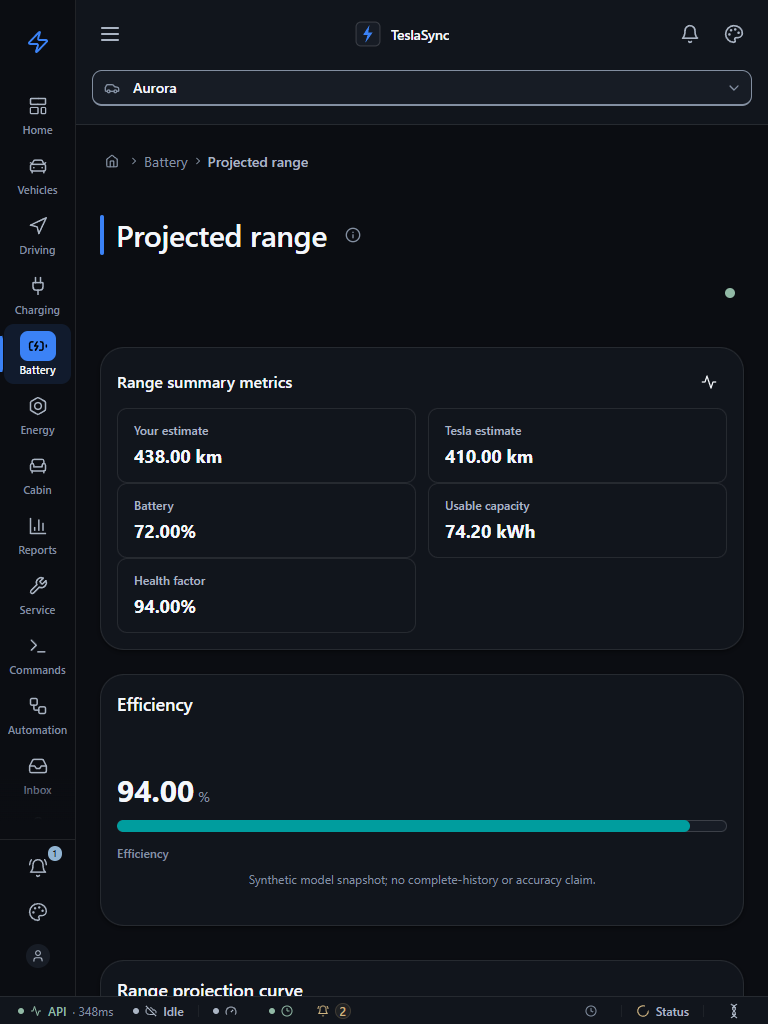 TeslaSync
Aurora
Home
Vehicles
Driving
Charging
Battery
Energy
Cabin
Reports
Service
Commands
Automation
Inbox
1
Battery
Projected range
Projected range
Range summary metrics
Your estimate
438.00 km
Tesla estimate
410.00 km
Battery
72.00%
Usable capacity
74.20 kWh
Health factor
94.00%
Efficiency
94.00 %
Efficiency
Synthetic model snapshot; no complete-history or accuracy claim.
Range projection curve
API · 348ms
Idle
2
Status